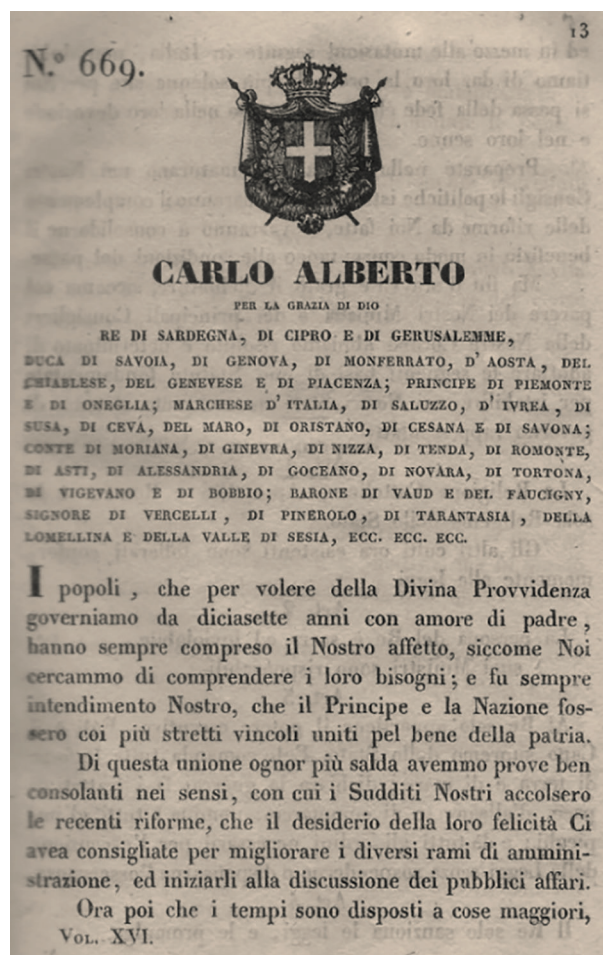 13
N.º 669.
CARLO ALBERTO
PER LA GRAZIA DI DIO
RE DI SARDEGNA, DI CIPRO E DI GERUSALEMME,
DUCA DI SAVOIA, DI GENOVA, DI MONFERRATO, D'AOSTA, DEL
CHIABLESE, DEL GENEVESE E DI PIACENZA; PRINCIPE DI PIEMONTE
E DI ONEGLIA; MARCHESE D'ITALIA, DI SALUZZO, D'IVREA, DI
SUSA, DI CEVA, DEL MARO, DI ORISTANO, DI CESANA E DI SAVONA;
CONTE DI MORIANA, DI GINEVRA, DI NIZZA, DI TENDA, DI ROMONTE,
DI ASTI, DI ALESSANDRIA, DI GOCEANO, DI NOVARA, DI TORTONA,
DI VIGEVANO E DI BOBBIO; BARONE DI VAUD E DEL FAUCIGNY,
SIGNORE DI VERCELLI, DI PINEROLO, DI TARANTASIA, DELLA
LOMELLINA E DELLA VALLE DI SESIA, ECC. ECC. ECC.
I popoli, che per volere della Divina Provvidenza
governiamo da diciasette anni con amore di padre,
hanno sempre compreso il Nostro affetto, siccome Noi
cercammo di comprendere i loro bisogni; e fu sempre
intendimento Nostro, che il Principe e la Nazione fos-
sero coi più stretti vincoli uniti pel bene della patria.
Di questa unione ognor più salda avemmo prove ben
consolanti nei sensi, con cui i Sudditi Nostri accolsero
le recenti riforme, che il desiderio della loro felicità Ci
avea consigliate per migliorare i diversi rami di ammini-
strazione, ed iniziarli alla discussione dei pubblici affari.
Ora poi che i tempi sono disposti a cose maggiori,
VOL. XVI.